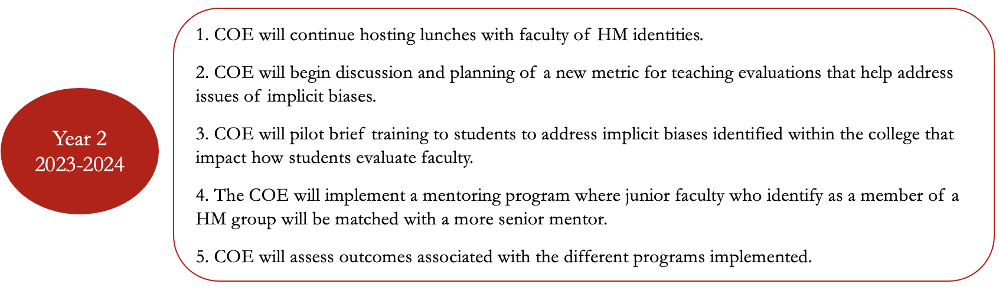 Year 2
2023-2024
1. COE will continue hosting lunches with faculty of HM identities.
2. COE will begin discussion and planning of a new metric for teaching evaluations that help address
issues of implicit biases.
3. COE will pilot brief training to students to address implicit biases identified within the college that
impact how students evaluate faculty.
4. The COE will implement a mentoring program where junior faculty who identify as a member of a
HM group will be matched with a more senior mentor.
5. COE will assess outcomes associated with the different programs implemented.